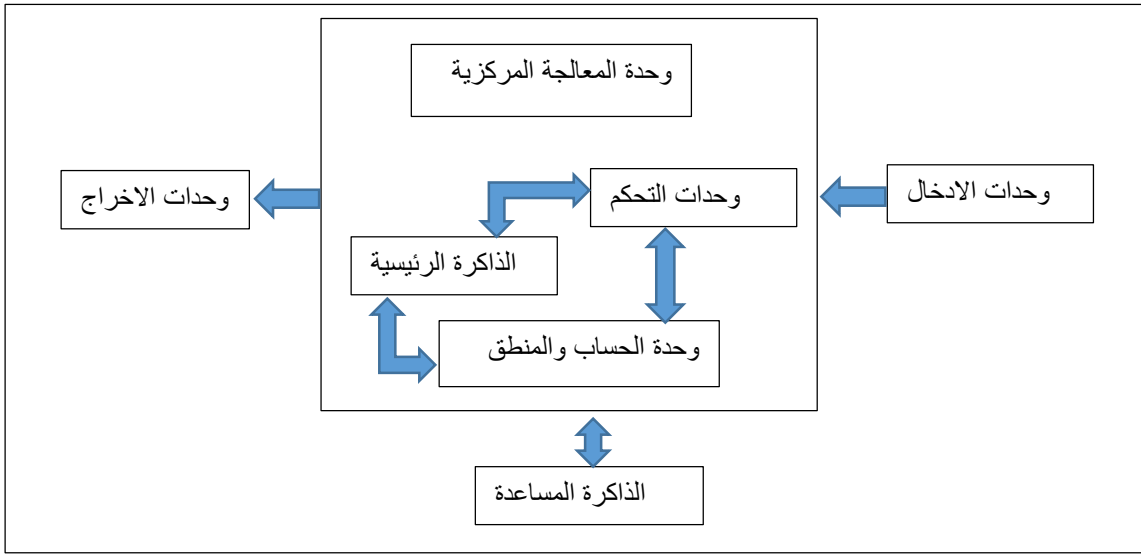 وحدة المعالجة المركزية
وحدات الادخال
وحدات التحكم
وحدات الاخراج
الذاكرة الرئيسية
وحدة الحساب والمنطق
الذاكرة المساعدة